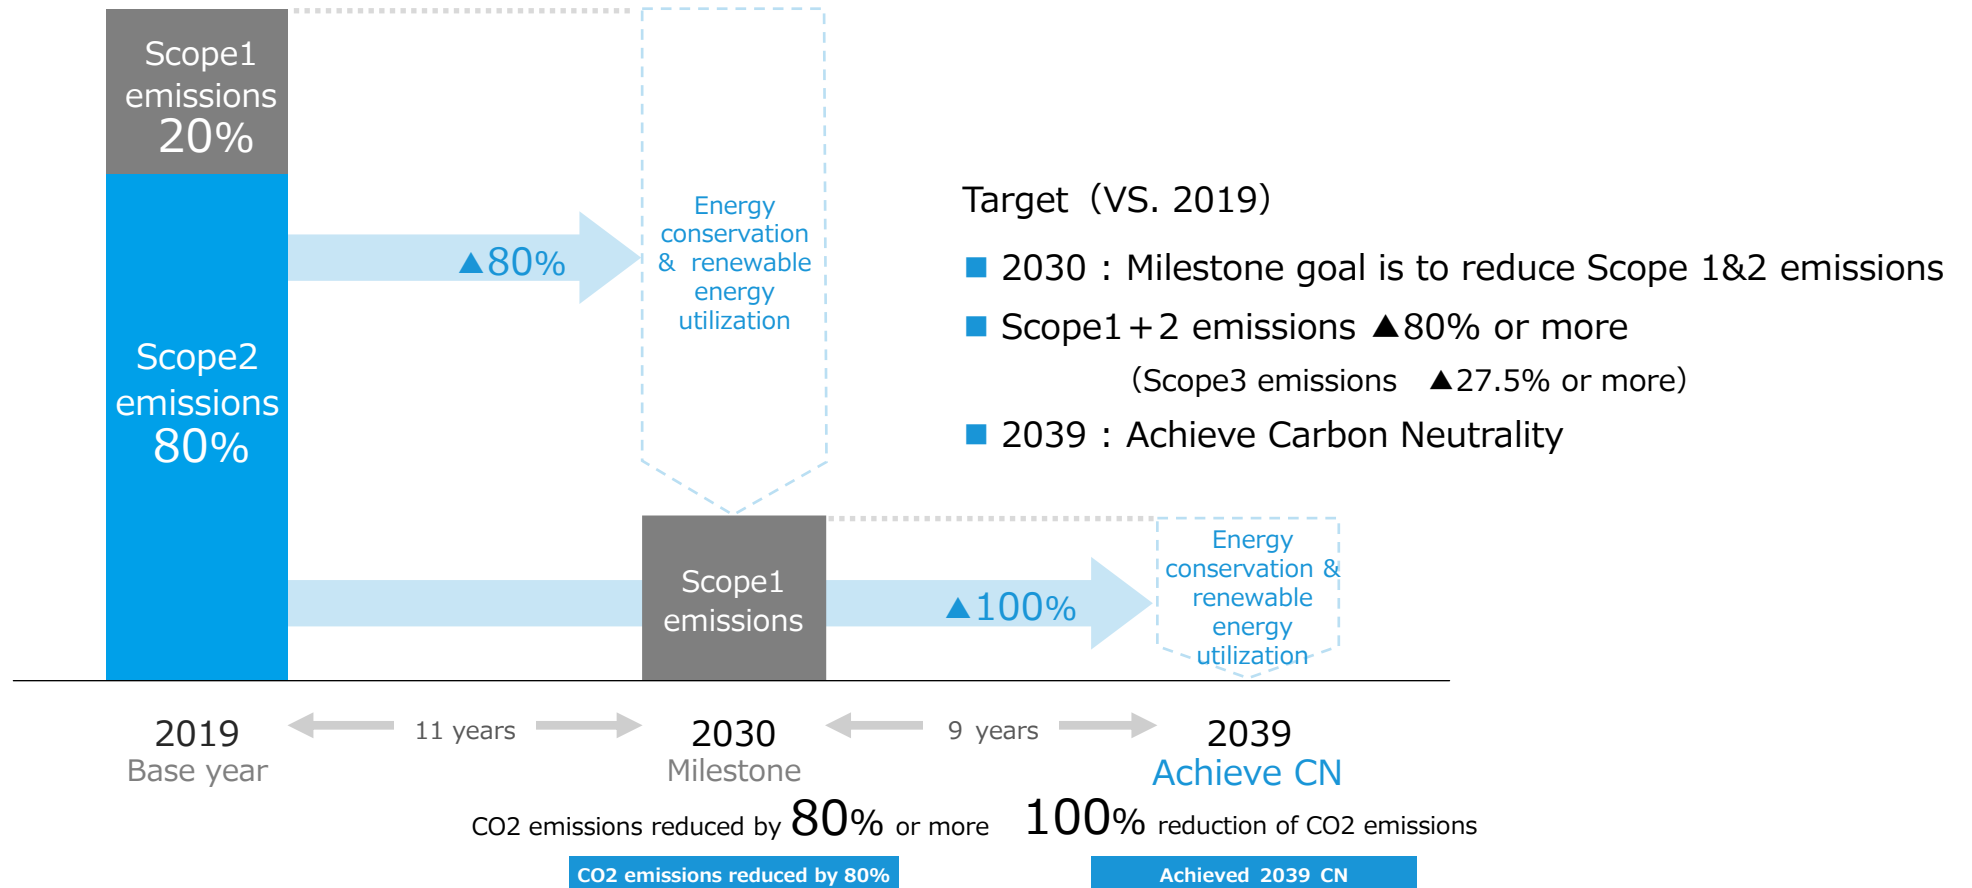 Scope1
emissions
20%
Scope2
emissions
80%
▲80%
Energy
conservation
& renewable
energy
utilization
Target（VS. 2019）
■ 2030 : Milestone goal is to reduce Scope 1&2 emissions
■ Scope1＋2 emissions ▲80% or more
（Scope3 emissions ▲27.5% or more）
■ 2039 : Achieve Carbon Neutrality
Scope1
emissions
▲100%
Energy
conservation &
renewable
energy
utilization
2019
Base year
11 years
2030
Milestone
9 years
2039
Achieve CN
CO2 emissions reduced by 80% or more
100% reduction of CO2 emissions
CO2 emissions reduced by 80%
Achieved 2039 CN